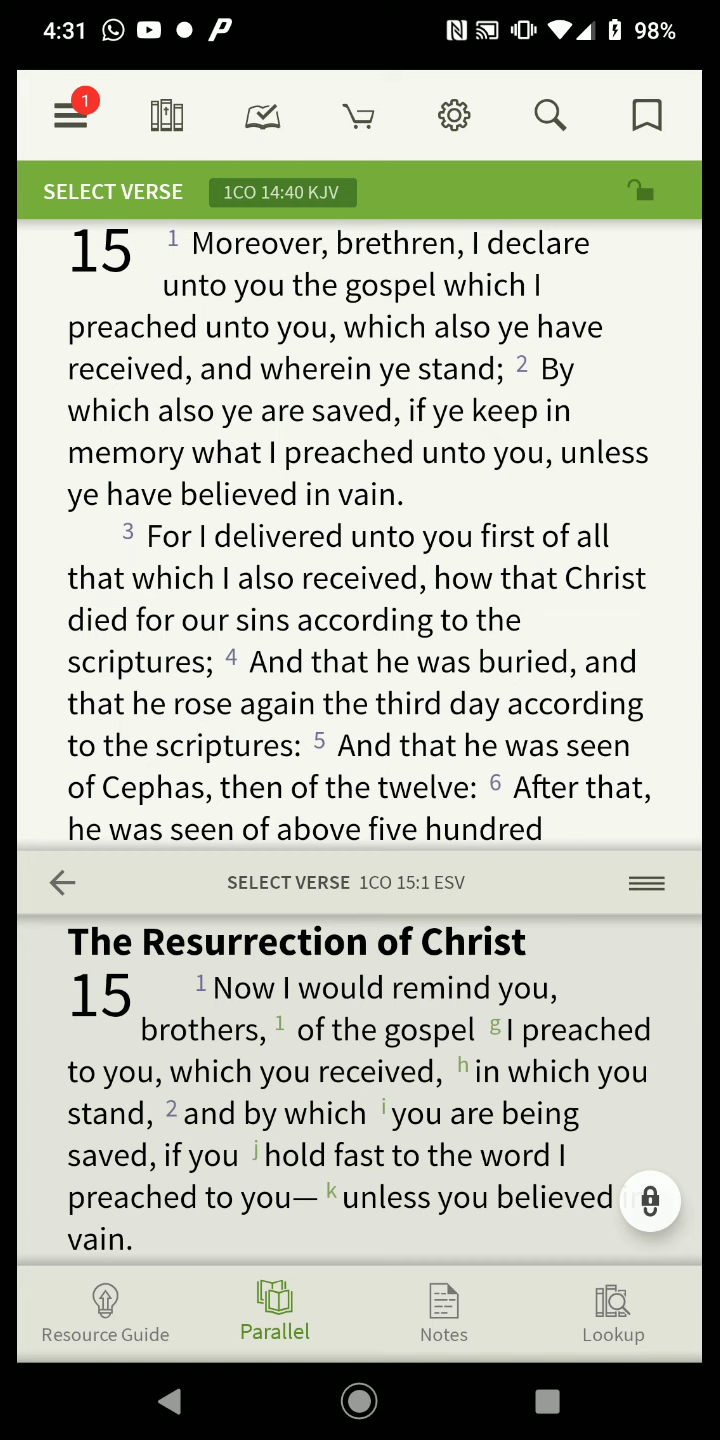 4:31
98%
1
SELECT VERSE 1CO 14:40 KJV
15 1 Moreover, brethren, I declare
unto you the gospel which I
preached unto you, which also ye have
received, and wherein ye stand; 2 By
which also ye are saved, if ye keep in
memory what I preached unto you, unless
ye have believed in vain.
3 For I delivered unto you first of all
that which I also received, how that Christ
died for our sins according to the
scriptures; 4 And that he was buried, and
that he rose again the third day according
to the scriptures: 5 And that he was seen
of Cephas, then of the twelve: 6 After that,
he was seen of above five hundred
SELECT VERSE 1CO 15:1 ESV
The Resurrection of Christ
15 1 Now I would remind you,
brothers, 1 of the gospel g I preached
to you, which you received, h in which you
stand, 2 and by which i you are being
saved, if you j hold fast to the word I
preached to you— k unless you believed in
vain.
Resource Guide Parallel Notes Lookup